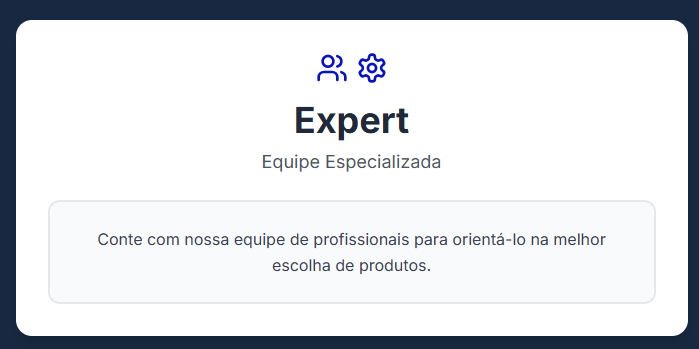 Expert
Equipe Especializada
Conte com nossa equipe de profissionais para orientá-lo na melhor
escolha de produtos.